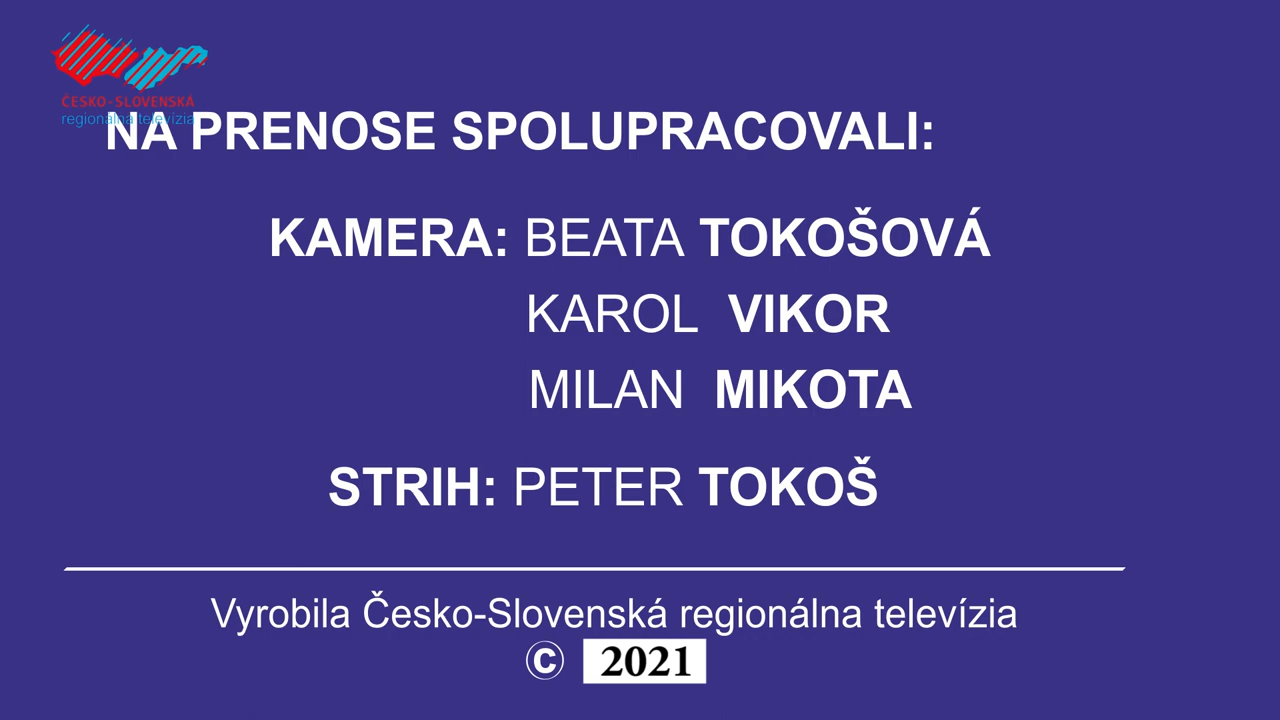 ČESKO-SLOVENSKÁ
regionálna televízia
NA PRENOSE SPOLUPRACOVALI:
KAMERA: BEATA TOKOŠOVÁ
KAROL VIKOR
MILAN MIKOTA
STRIH: PETER TOKOŠ
Vyrobila Česko-Slovenská regionálna televízia
© 2021